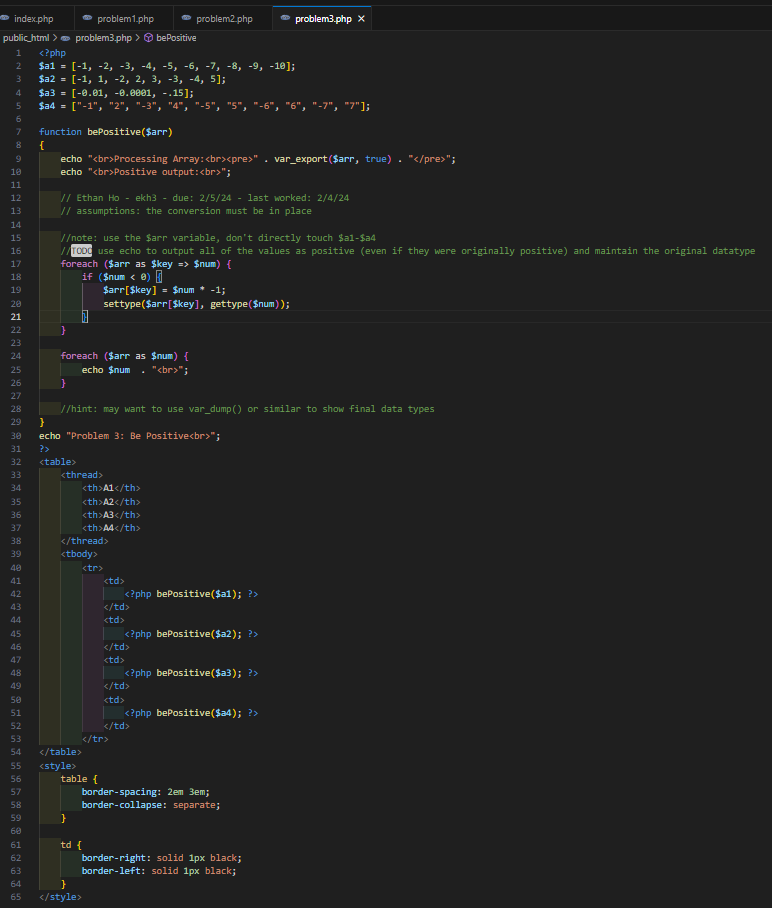 index.php problem1.php problem2.php problem3.php ×
public_html > problem3.php > bePositive
1 <?php
2 $a1 = [-1, -2, -3, -4, -5, -6, -7, -8, -9, -10];
3 $a2 = [-1, 1, -2, 2, 3, -3, -4, 5];
4 $a3 = [-0.01, -0.0001, -.15];
5 $a4 = ["-1", "2", "-3", "4", "-5", "5", "-6", "6", "-7", "7"];
6
7 function bePositive($arr)
8 {
9 echo "<br>Processing Array:<br><pre>" . var_export($arr, true) . "</pre>";
10 echo "<br>Positive output:<br>";
11
12 // Ethan Ho - ekh3 - due: 2/5/24 - last worked: 2/4/24
13 // assumptions: the conversion must be in place
14
15 //note: use the $arr variable, don't directly touch $a1-$a4
16 //TODO use echo to output all of the values as positive (even if they were originally positive) and maintain the original datatype
17 foreach ($arr as $key => $num) {
18 if ($num < 0) {
19 $arr[$key] = $num * -1;
20 settype($arr[$key], gettype($num));
21 }
22 }
23
24 foreach ($arr as $num) {
25 echo $num . "<br>";
26 }
27
28 //hint: may want to use var_dump() or similar to show final data types
29 }
30 echo "Problem 3: Be Positive<br>";
31 ?>
32 <table>
33 <thread>
34 <th>A1</th>
35 <th>A2</th>
36 <th>A3</th>
37 <th>A4</th>
38 </thread>
39 <tbody>
40 <tr>
41 <td>
42 <?php bePositive($a1); ?>
43 </td>
44 <td>
45 <?php bePositive($a2); ?>
46 </td>
47 <td>
48 <?php bePositive($a3); ?>
49 </td>
50 <td>
51 <?php bePositive($a4); ?>
52 </td>
53 </tr>
54 </table>
55 <style>
56 table {
57 border-spacing: 2em 3em;
58 border-collapse: separate;
59 }
60
61 td {
62 border-right: solid 1px black;
63 border-left: solid 1px black;
64 }
65 </style>